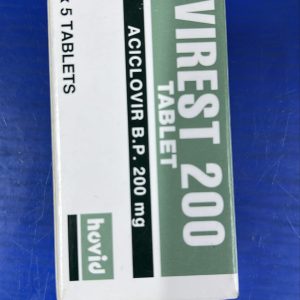 VIREST 200
TABLET
ACICLOVIR B.P. 200 mg
x 5 TABLETS
hovid